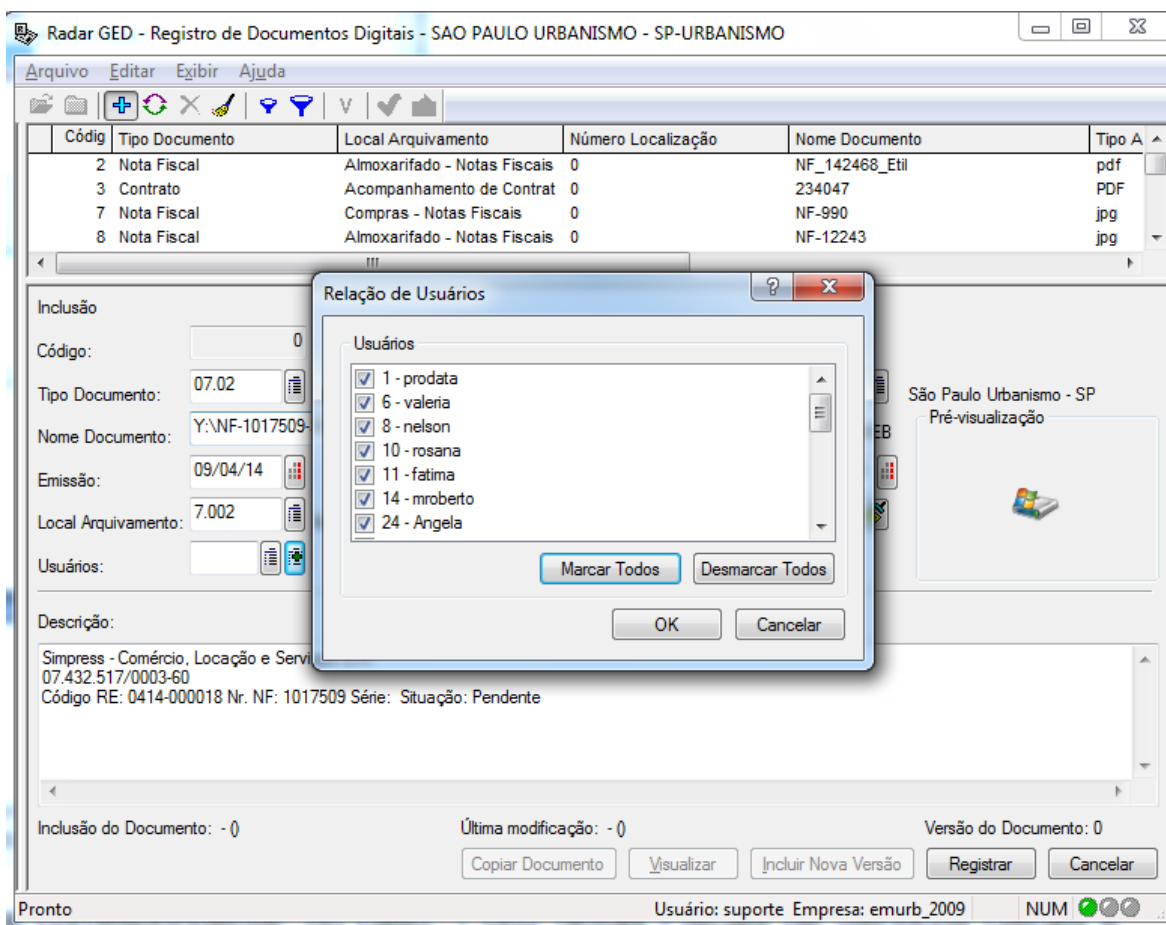 Radar GED - Registro de Documentos Digitais - SAO PAULO URBANISMO - SP-URBANISMO
Arquivo Editar Exibir Ajuda
V
Códig Tipo Documento Local Arquivamento Número Localização Nome Documento Tipo A
2 Nota Fiscal Almoxarifado - Notas Fiscais 0 NF_142468_Etil pdf
3 Contrato Acompanhamento de Contrat 0 234047 PDF
7 Nota Fiscal Compras - Notas Fiscais 0 NF-990 jpg
8 Nota Fiscal Almoxarifado - Notas Fiscais 0 NF-12243 jpg
Relação de Usuários
Usuários
1 - prodata
6 - valeria
8 - nelson
10 - rosana
11 - fatima
14 - mroberto
24 - Angela
Marcar Todos Desmarcar Todos
OK Cancelar
Inclusão
Código: 0
Tipo Documento: 07.02
São Paulo Urbanismo - SP
Nome Documento: Y:\NF-1017509- EB
Pré-visualização
Emissão: 09/04/14
Local Arquivamento: 7.002
Usuários:
Descrição:
Simpress - Comércio, Locação e Servi
07.432.517/0003-60
Código RE: 0414-000018 Nr. NF: 1017509 Série: Situação: Pendente
Inclusão do Documento: - () Última modificação: - () Versão do Documento: 0
Copiar Documento Visualizar Incluir Nova Versão Registrar Cancelar
Pronto Usuário: suporte Empresa: emurb_2009 NUM